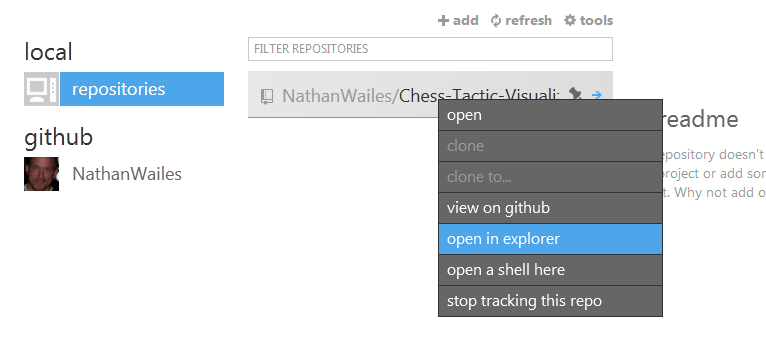 add refresh tools
local
FILTER REPOSITORIES
repositories
NathanWailes/Chess-Tactic-Visuali
github
NathanWailes
open
clone
clone to...
view on github
open in explorer
open a shell here
stop tracking this repo
readme
epository doesn't
project or add
t. Why not add